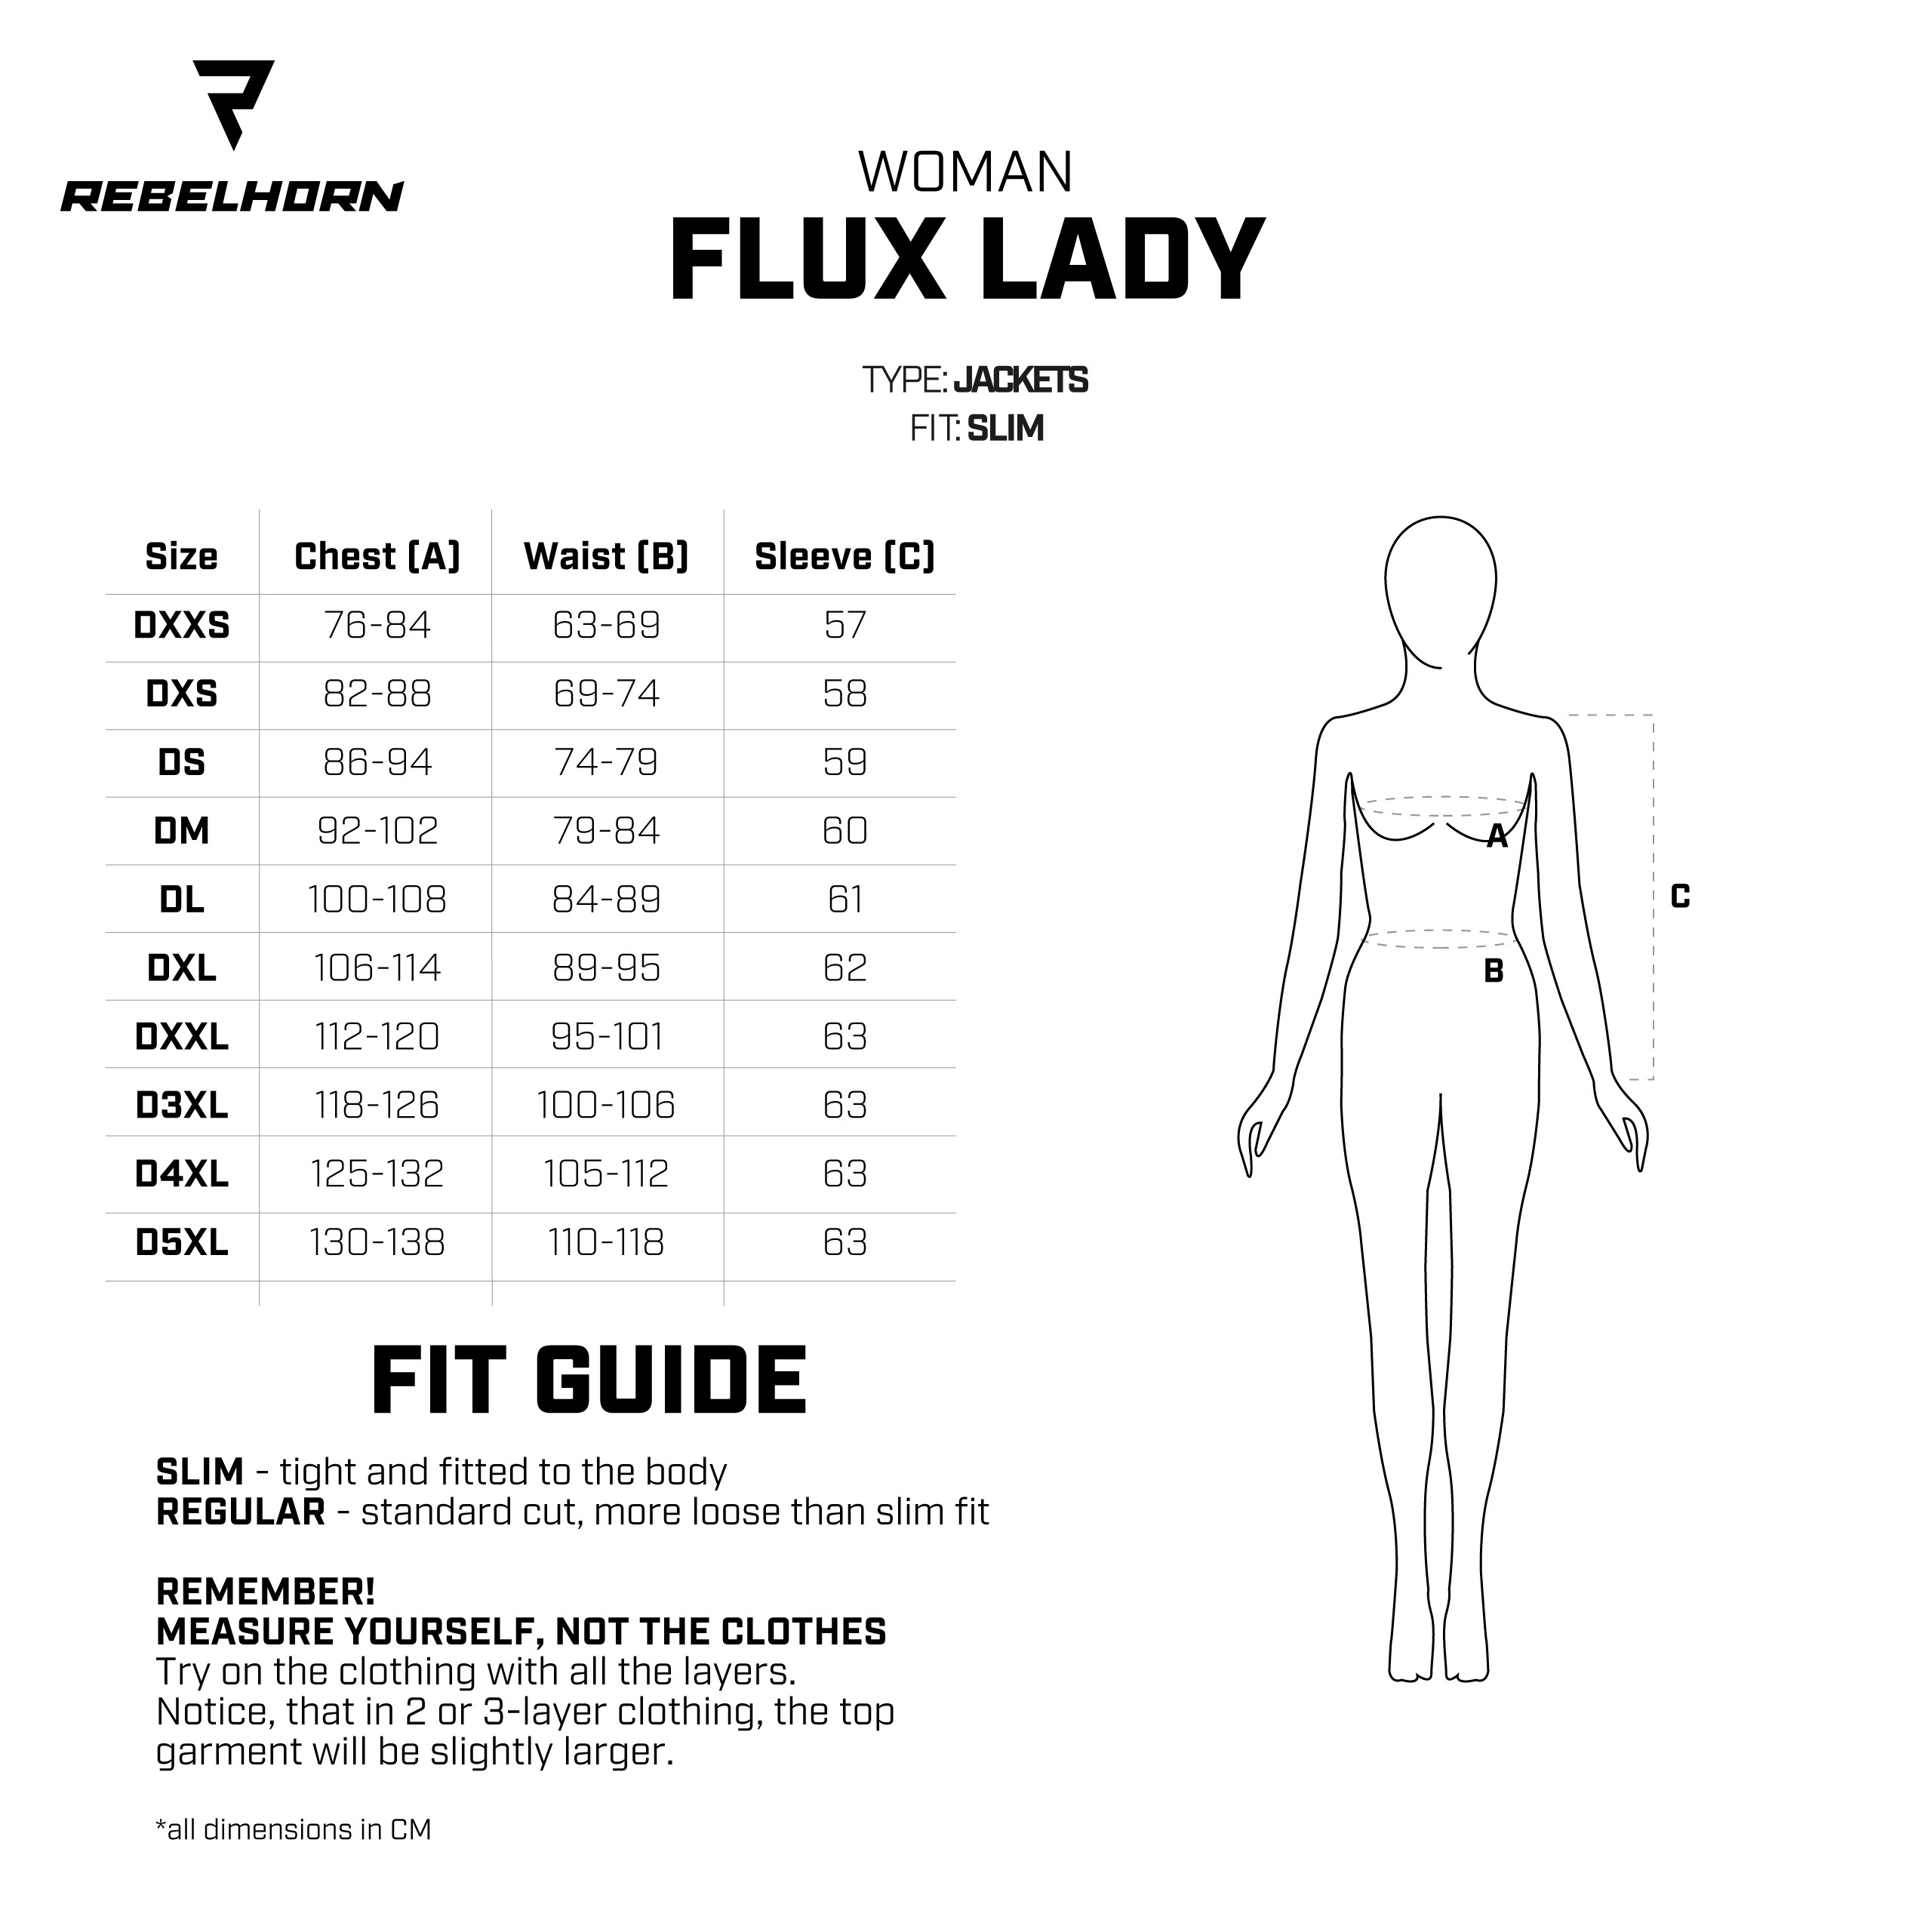 REBELHORN
WOMAN
FLUX LADY
TYPE: JACKETS
FIT: SLIM
Size Chest (A) Waist (B) Sleeve (C)
DXXS 76-84 63-69 57
DXS 82-88 69-74 58
DS 86-94 74-79 59
DM 92-102 79-84 60
DL 100-108 84-89 61
DXL 106-114 89-95 62
DXXL 112-120 95-101 63
D3XL 118-126 100-106 63
D4XL 125-132 105-112 63
D5XL 130-138 110-118 63
A
C
B
FIT GUIDE
SLIM - tight and fitted to the body
REGULAR - standard cut, more loose than slim fit
REMEMBER!
MEASURE YOURSELF, NOT THE CLOTHES
Try on the clothing with all the layers.
Notice, that in 2 or 3-layer clothing, the top
garment will be slightly larger.
*all dimensions in CM